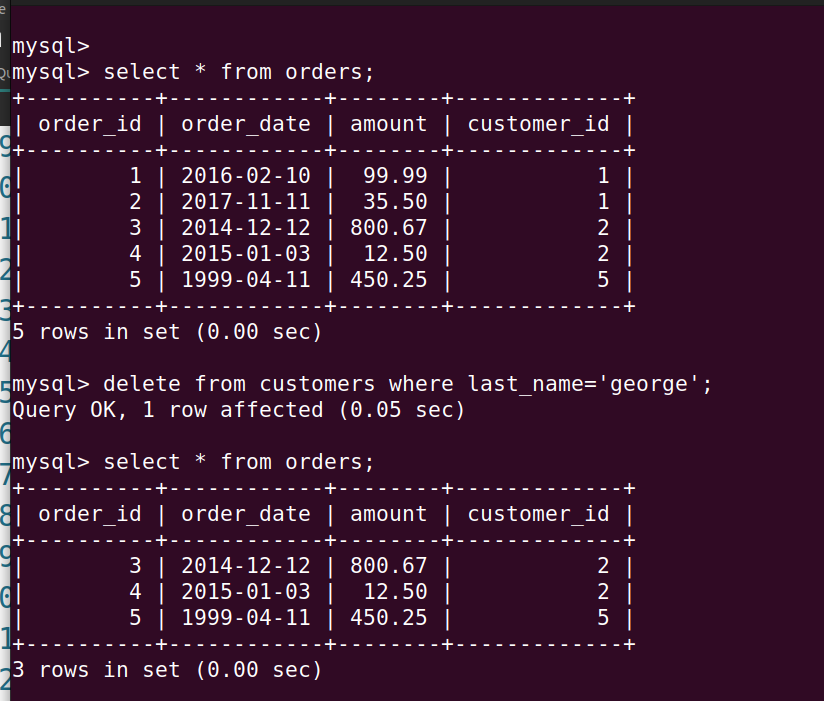 mysql>
mysql> select * from orders;
+----------+------------+--------+-------------+
| order_id | order_date | amount | customer_id |
+----------+------------+--------+-------------+
|        1 | 2016-02-10 |  99.99 |           1 |
|        2 | 2017-11-11 |  35.50 |           1 |
|        3 | 2014-12-12 | 800.67 |           2 |
|        4 | 2015-01-03 |  12.50 |           2 |
|        5 | 1999-04-11 | 450.25 |           5 |
+----------+------------+--------+-------------+
5 rows in set (0.00 sec)
mysql> delete from customers where last_name='george';
Query OK, 1 row affected (0.05 sec)
mysql> select * from orders;
+----------+------------+--------+-------------+
| order_id | order_date | amount | customer_id |
+----------+------------+--------+-------------+
|        3 | 2014-12-12 | 800.67 |           2 |
|        4 | 2015-01-03 |  12.50 |           2 |
|        5 | 1999-04-11 | 450.25 |           5 |
+----------+------------+--------+-------------+
3 rows in set (0.00 sec)